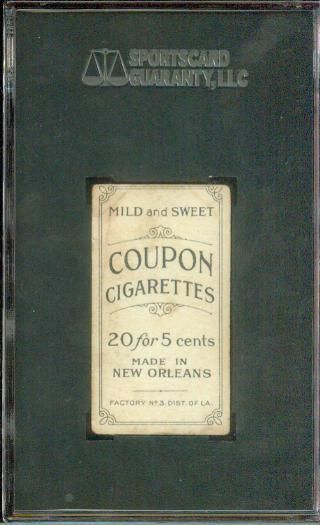 SPORTSCARD
GUARANTY, LLC
MILD and SWEET
COUPON
CIGARETTES
20 for 5 cents
MADE IN
NEW ORLEANS
FACTORY Nº 3. DIST. OF LA.